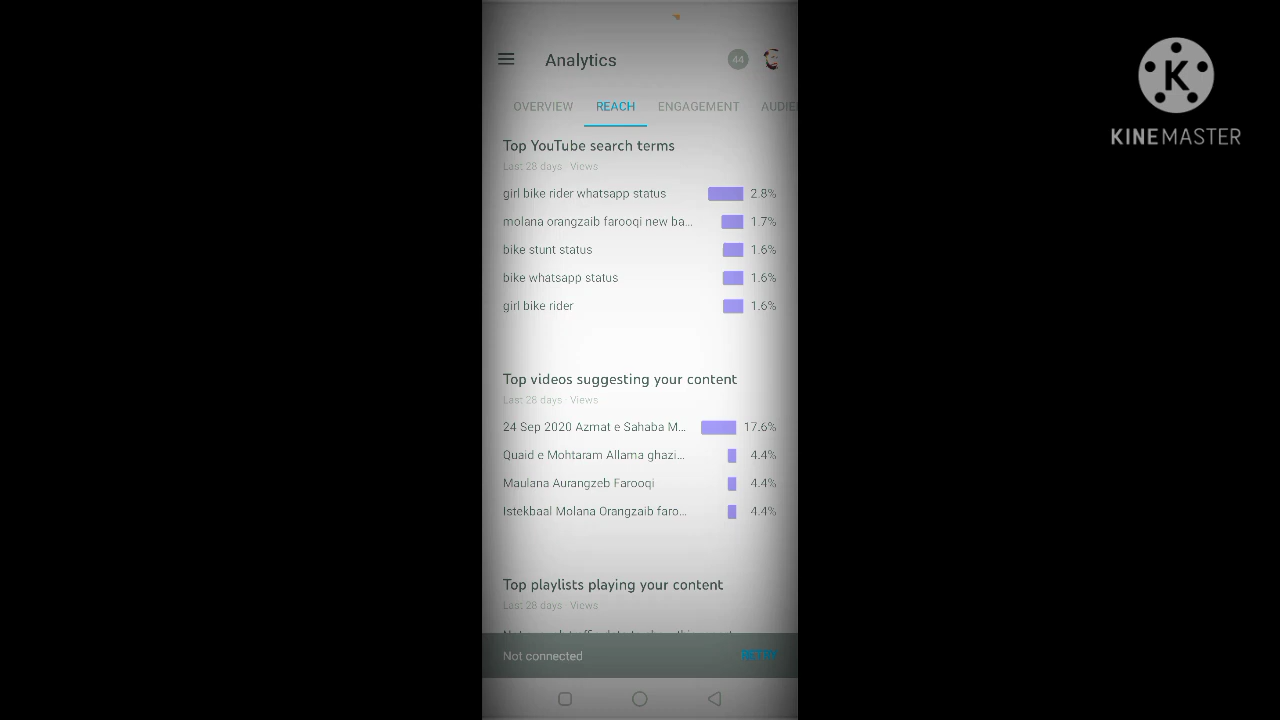 Analytics
44
OVERVIEW REACH ENGAGEMENT AUDIE
Top YouTube search terms
Last 28 days · Views
girl bike rider whatsapp status 2.8%
molana orangzaib farooqi new ba... 1.7%
bike stunt status 1.6%
bike whatsapp status 1.6%
girl bike rider 1.6%
Top videos suggesting your content
Last 28 days · Views
24 Sep 2020 Azmat e Sahaba M... 17.6%
Quaid e Mohtaram Allama ghazi... 4.4%
Maulana Aurangzeb Farooqi 4.4%
Istekbaal Molana Orangzaib faro... 4.4%
Top playlists playing your content
Last 28 days · Views
Not connected RETRY
K
KINEMASTER